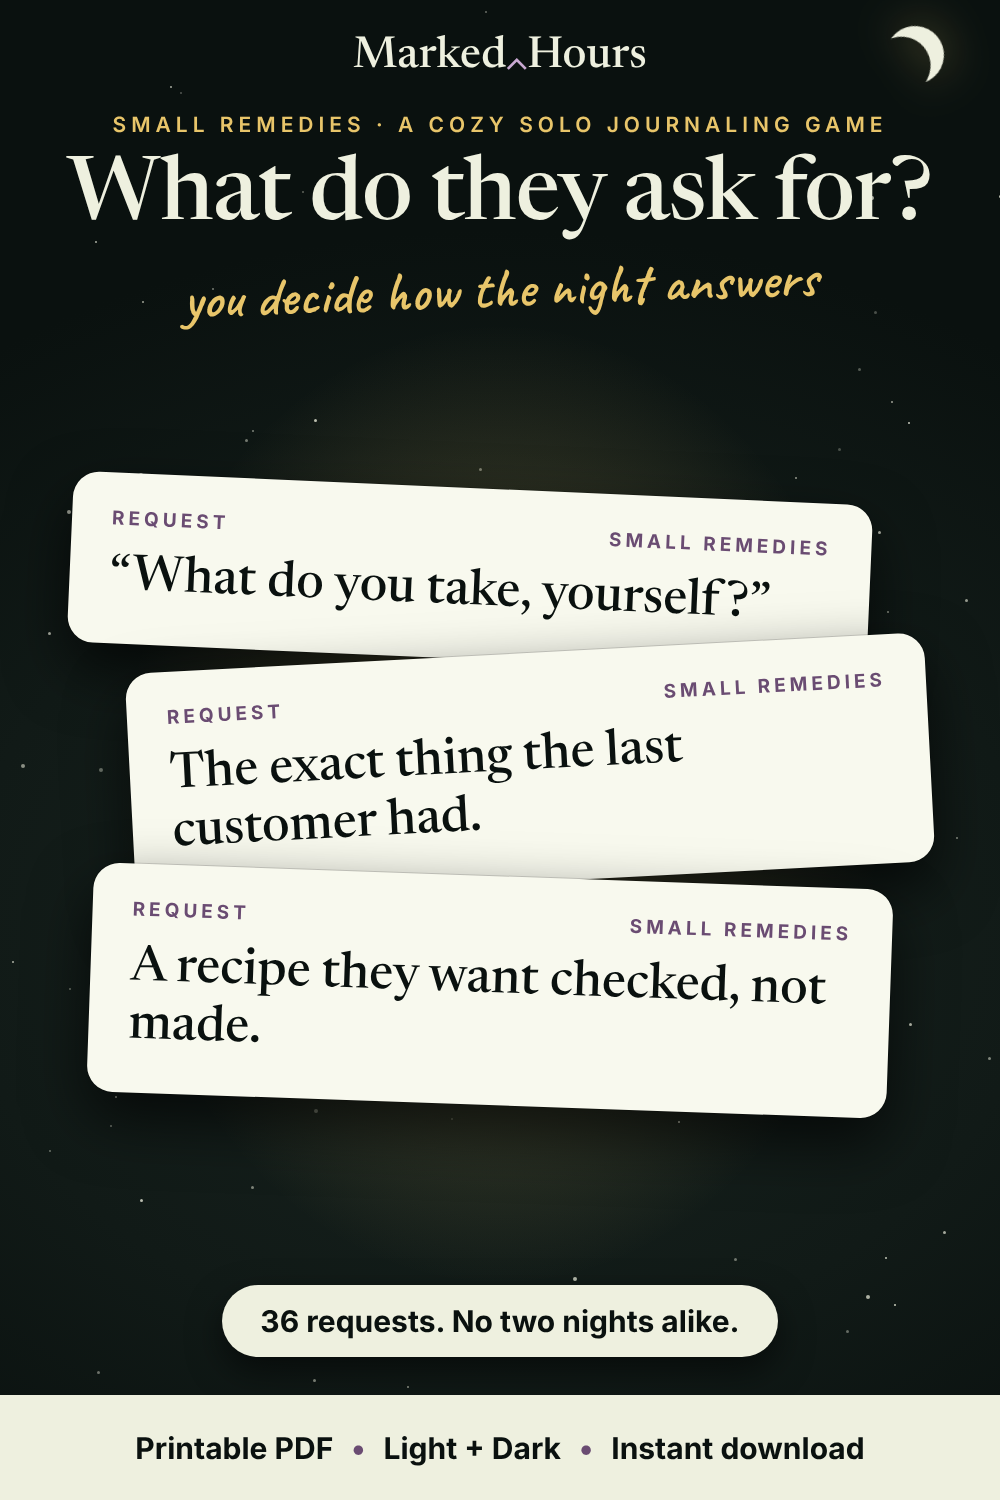 Marked‸Hours
SMALL REMEDIES · A COZY SOLO JOURNALING GAME
What do they ask for?
you decide how the night answers
REQUEST
SMALL REMEDIES
“What do you take, yourself?”
REQUEST
SMALL REMEDIES
The exact thing the last
customer had.
REQUEST
SMALL REMEDIES
A recipe they want checked, not
made.
36 requests. No two nights alike.
Printable PDF • Light + Dark • Instant download